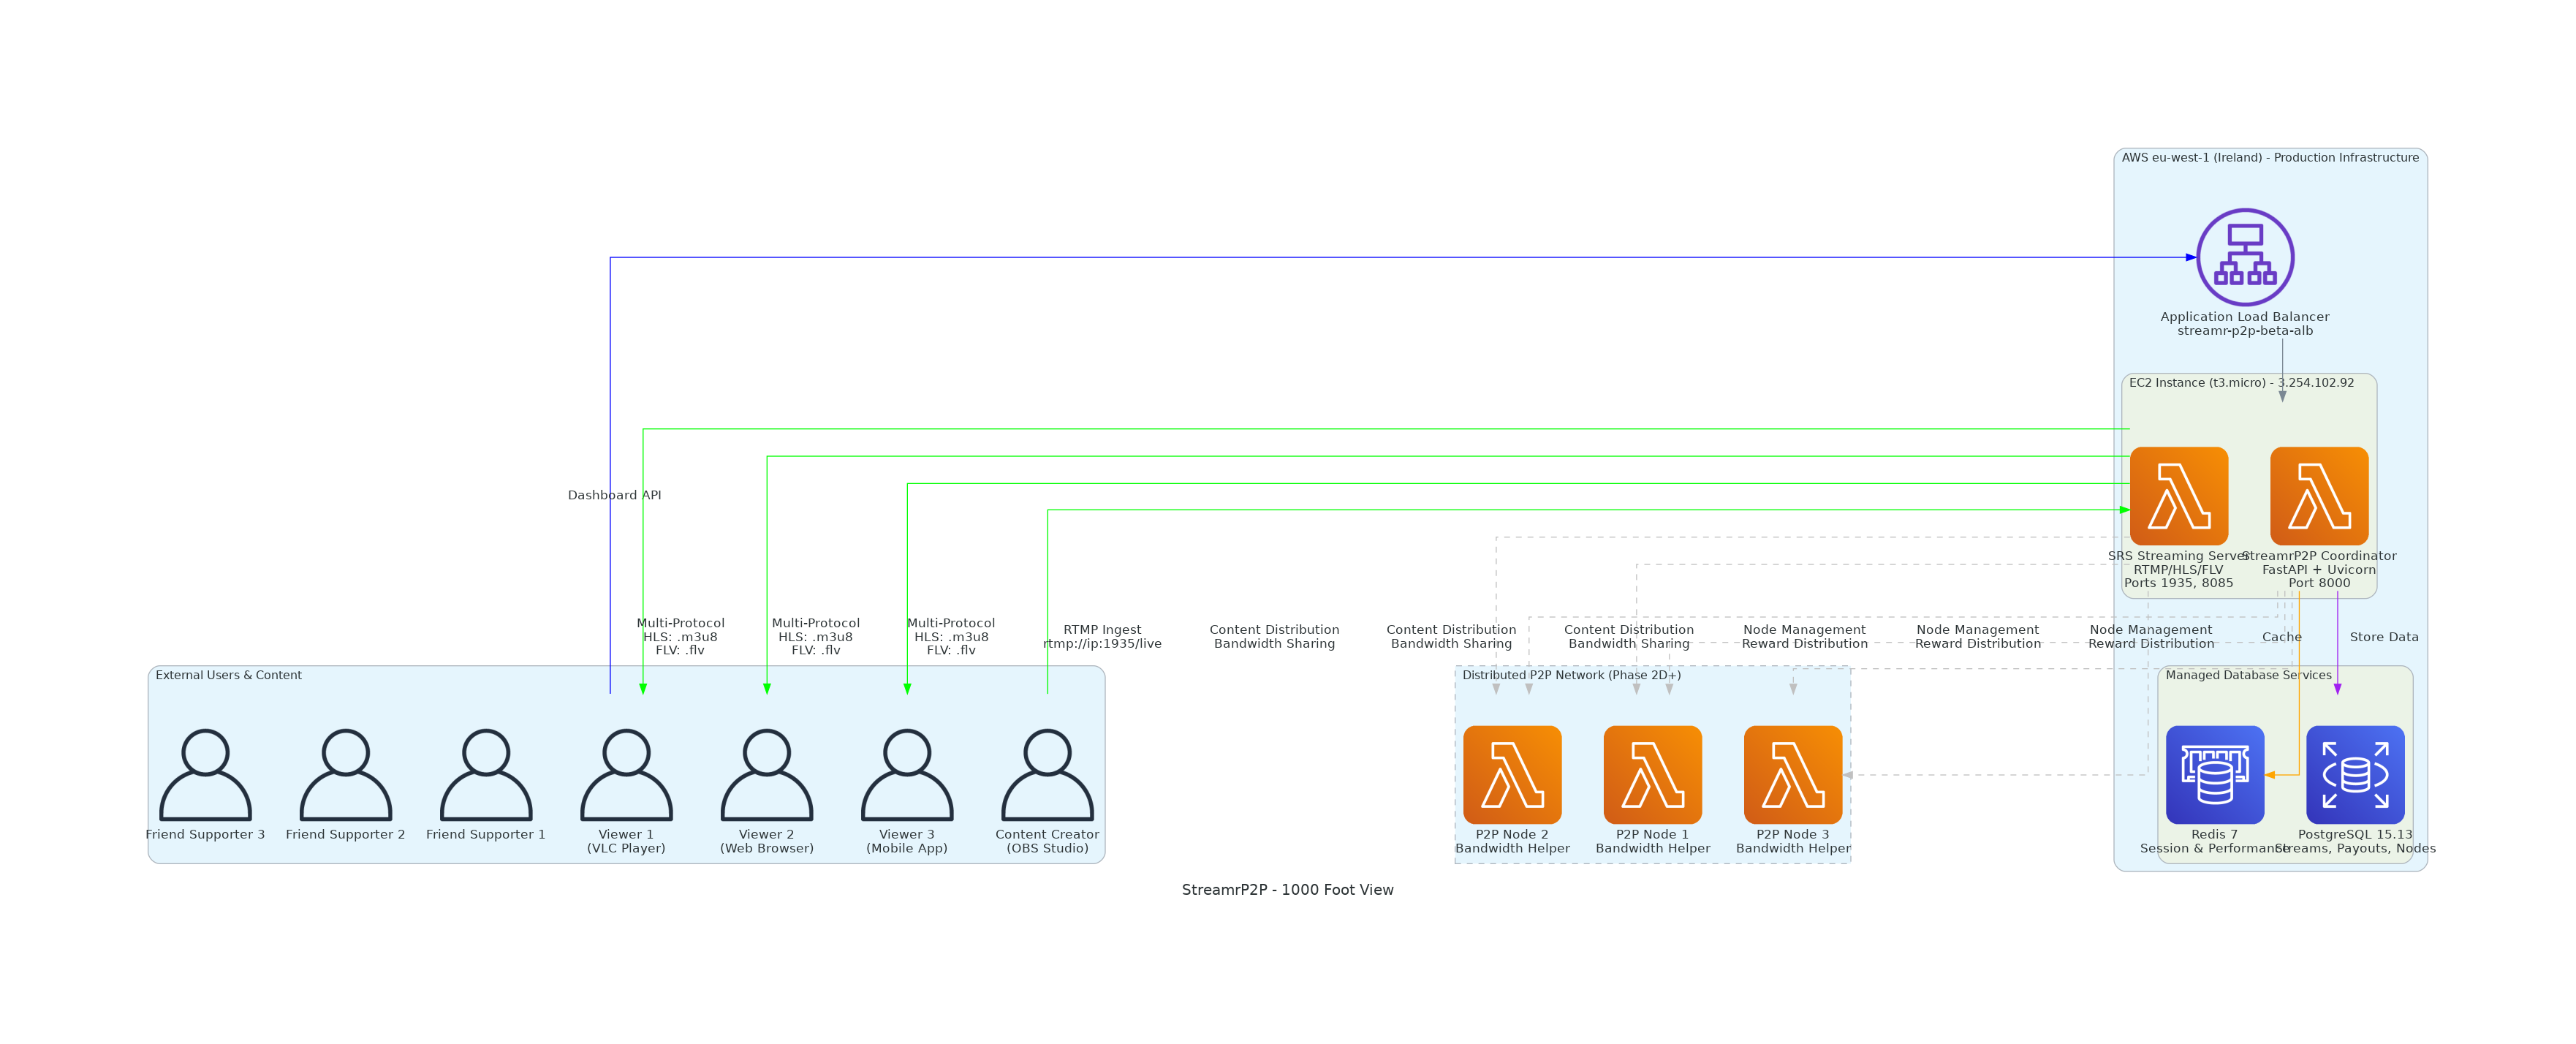 AWS eu-west-1 (Ireland) - Production Infrastructure
Application Load Balancer
streamr-p2p-beta-alb
EC2 Instance (t3.micro) - 3.254.102.92
Dashboard API
SRS Streaming Server
RTMP/HLS/FLV
Ports 1935, 8085
StreamrP2P Coordinator
FastAPI + Uvicorn
Port 8000
Multi-Protocol
HLS: .m3u8
FLV: .flv
Multi-Protocol
HLS: .m3u8
FLV: .flv
Multi-Protocol
HLS: .m3u8
FLV: .flv
RTMP Ingest
rtmp://ip:1935/live
Content Distribution
Bandwidth Sharing
Content Distribution
Bandwidth Sharing
Content Distribution
Bandwidth Sharing
Node Management
Reward Distribution
Node Management
Reward Distribution
Node Management
Reward Distribution
Cache
Store Data
External Users & Content
Distributed P2P Network (Phase 2D+)
Managed Database Services
Friend Supporter 3
Friend Supporter 2
Friend Supporter 1
Viewer 1
(VLC Player)
Viewer 2
(Web Browser)
Viewer 3
(Mobile App)
Content Creator
(OBS Studio)
P2P Node 2
Bandwidth Helper
P2P Node 1
Bandwidth Helper
P2P Node 3
Bandwidth Helper
Redis 7
Session & Performance
PostgreSQL 15.13
Streams, Payouts, Nodes
StreamrP2P - 1000 Foot View